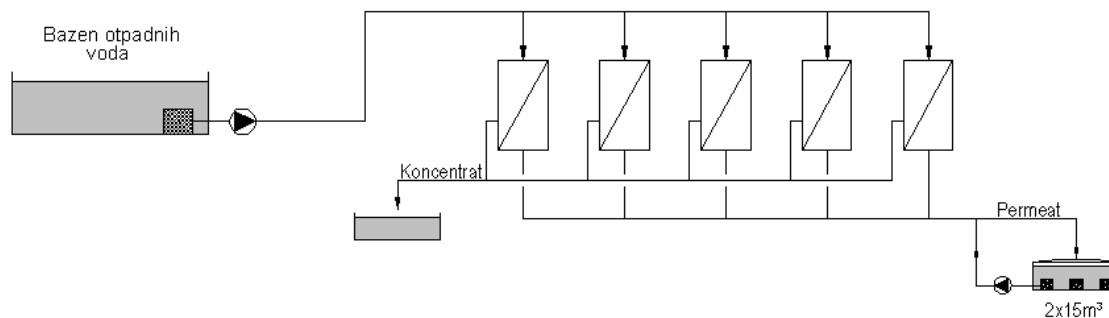 Bazen otpadnih
voda
Koncentrat
Permeat
2x15m³